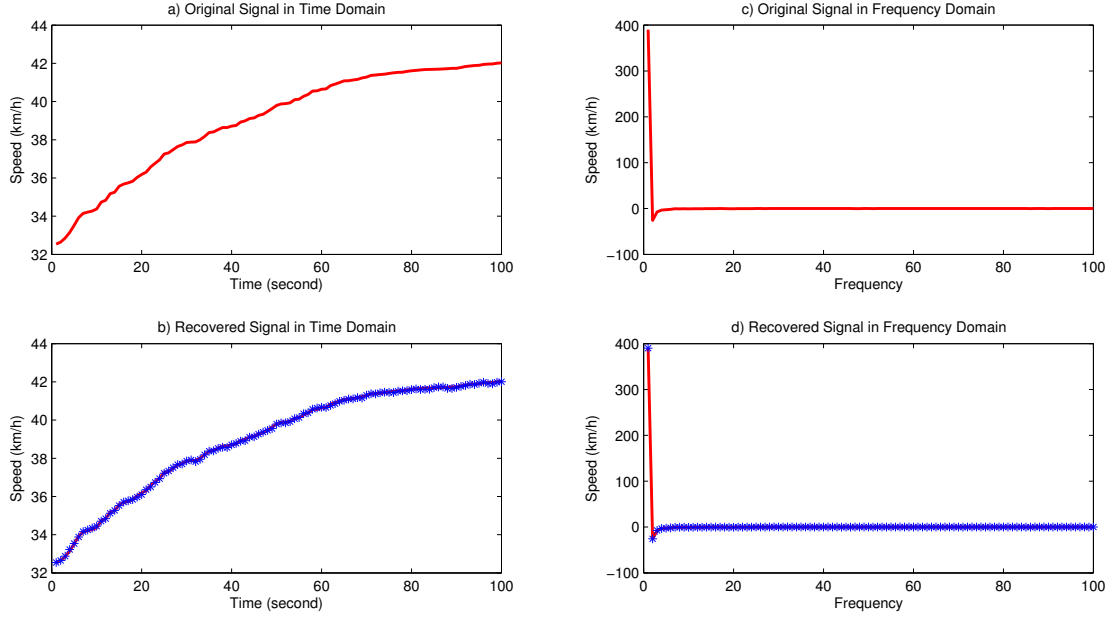 a) Original Signal in Time Domain
44
42
40
38
36
34
32
Speed (km/h)
0 20 40 60 80 100
Time (second)
c) Original Signal in Frequency Domain
400
300
200
100
0
−100
Speed (km/h)
0 20 40 60 80 100
Frequency
b) Recovered Signal in Time Domain
44
42
40
38
36
34
32
Speed (km/h)
0 20 40 60 80 100
Time (second)
d) Recovered Signal in Frequency Domain
400
300
200
100
0
−100
Speed (km/h)
0 20 40 60 80 100
Frequency